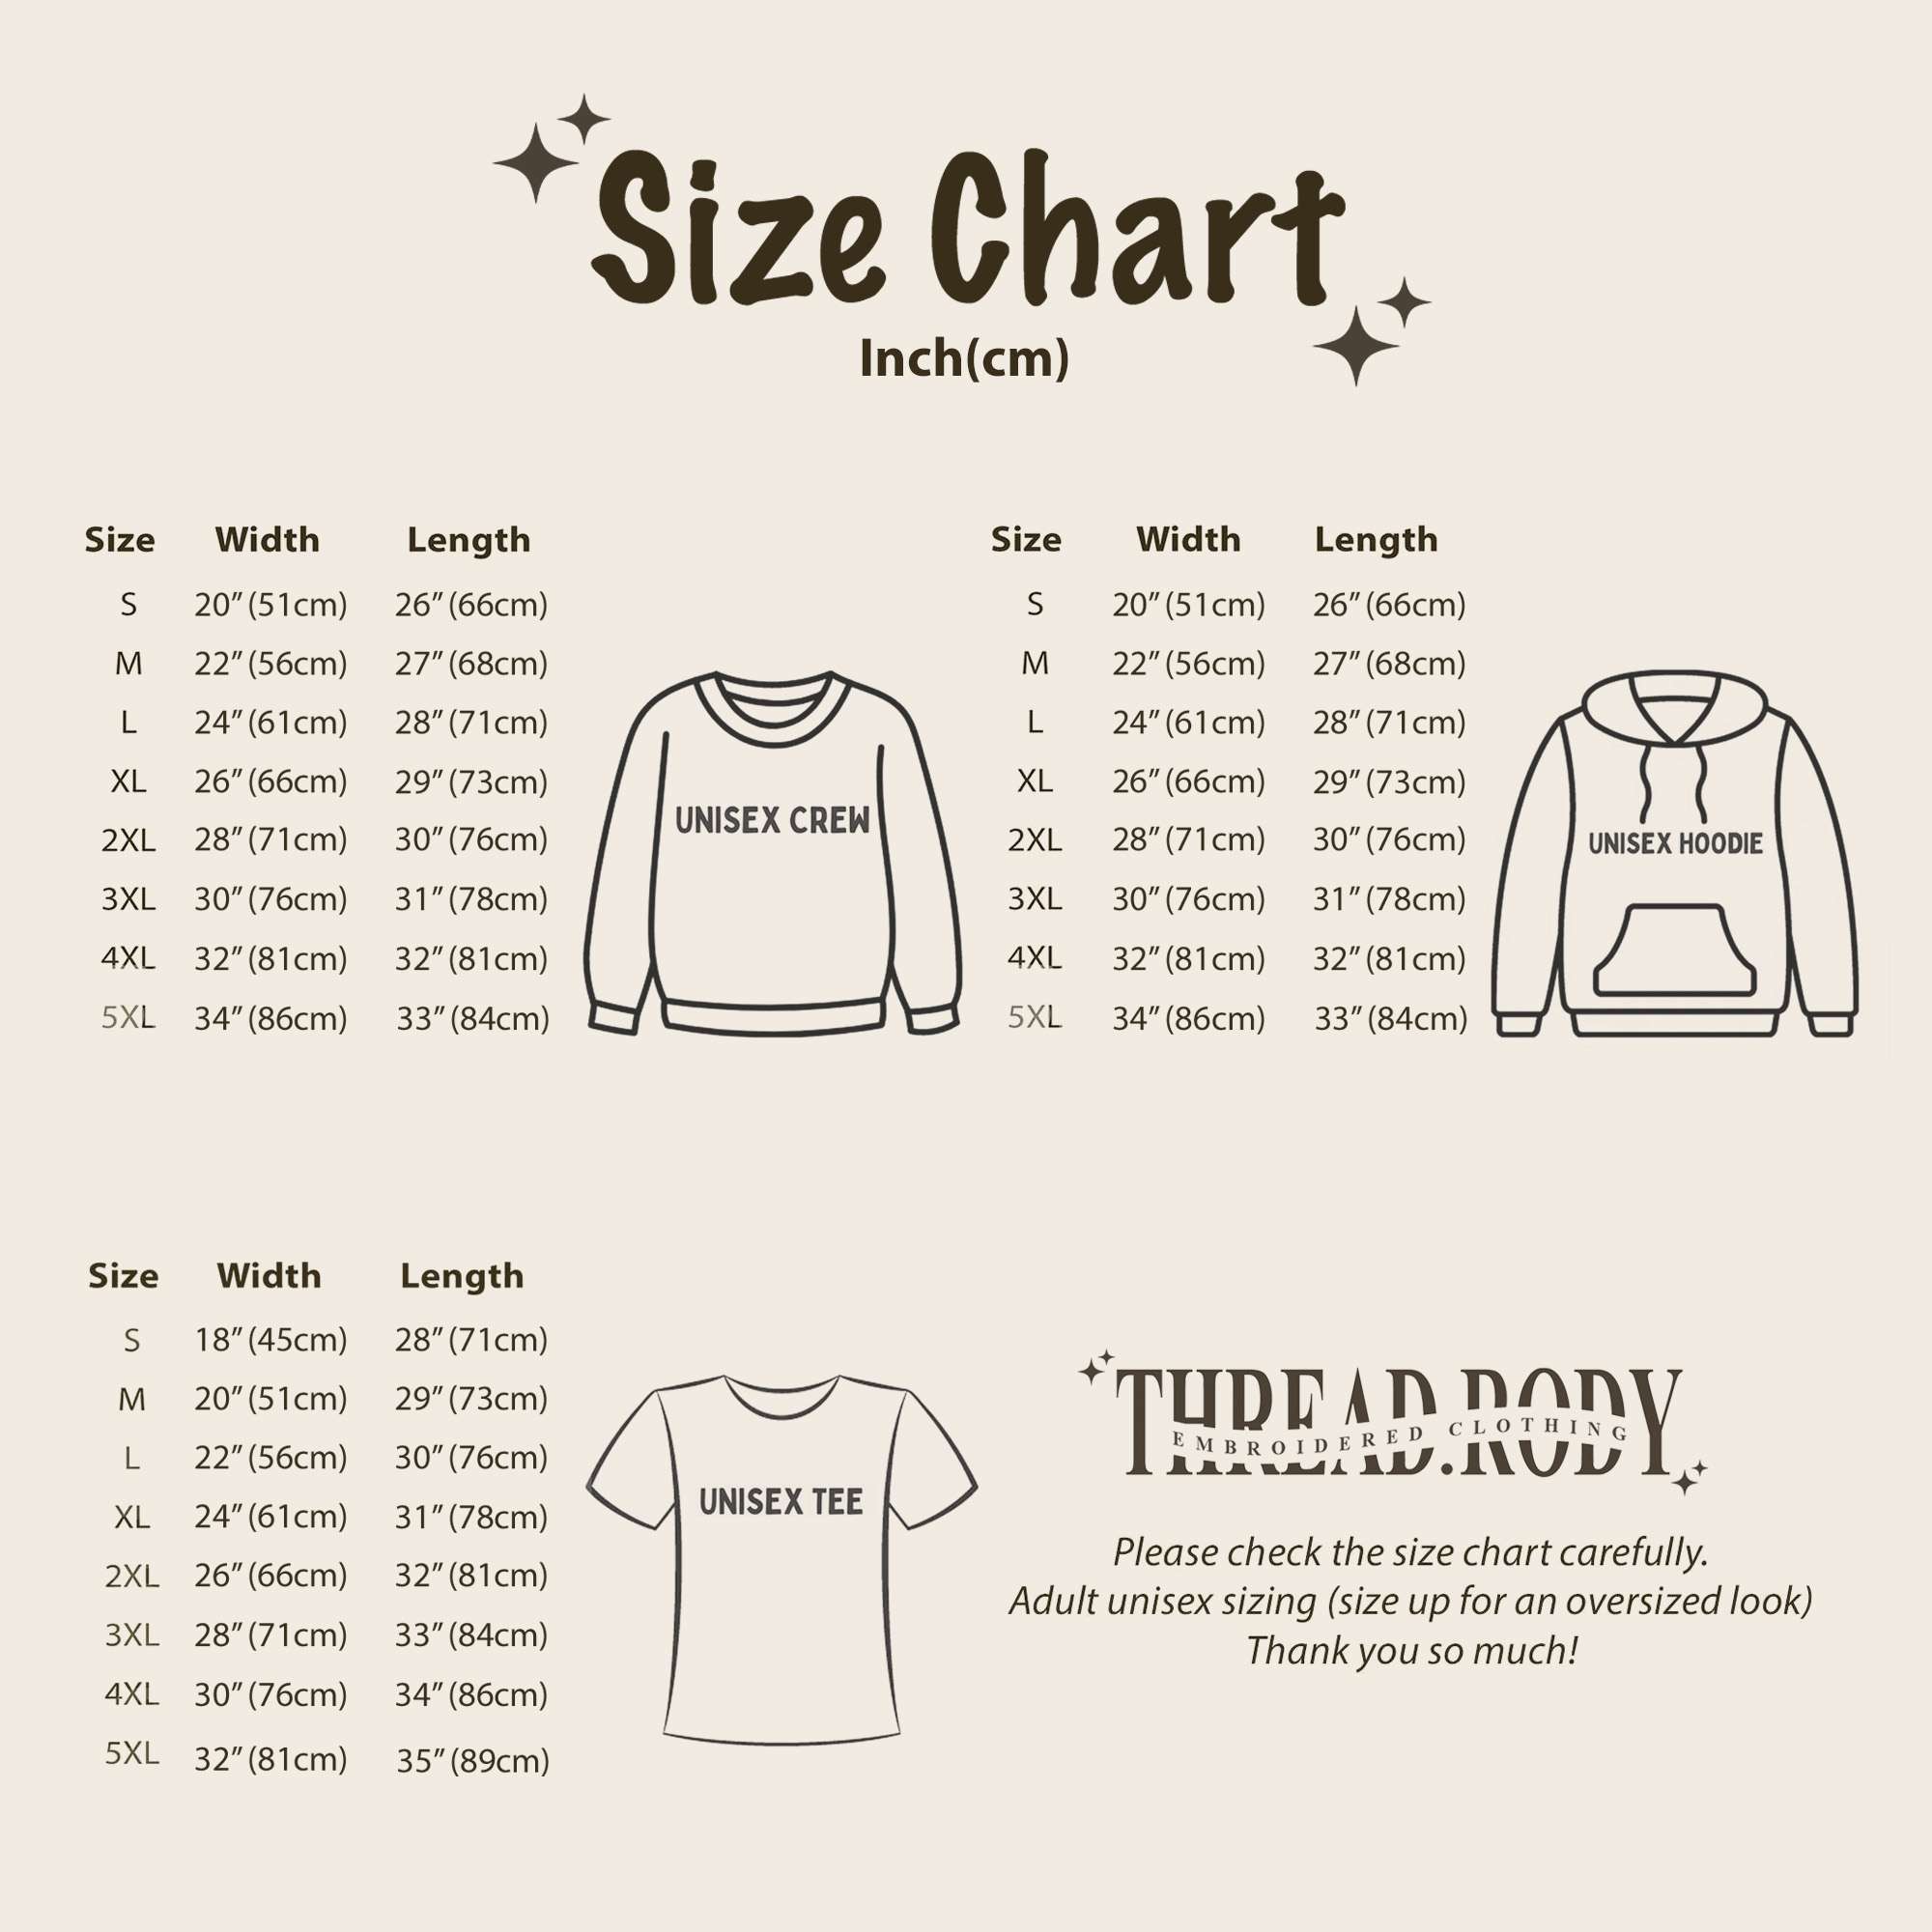 Size Chart
Inch(cm)
Size Width Length
S 20” (51cm) 26” (66cm)
M 22” (56cm) 27” (68cm)
L 24” (61cm) 28” (71cm)
XL 26” (66cm) 29” (73cm)
2XL 28” (71cm) 30” (76cm)
3XL 30” (76cm) 31” (78cm)
4XL 32” (81cm) 32” (81cm)
5XL 34” (86cm) 33” (84cm)
UNISEX CREW
Size Width Length
S 20” (51cm) 26” (66cm)
M 22” (56cm) 27” (68cm)
L 24” (61cm) 28” (71cm)
XL 26” (66cm) 29” (73cm)
2XL 28” (71cm) 30” (76cm)
3XL 30” (76cm) 31” (78cm)
4XL 32” (81cm) 32” (81cm)
5XL 34” (86cm) 33” (84cm)
UNISEX HOODIE
Size Width Length
S 18” (45cm) 28” (71cm)
M 20” (51cm) 29” (73cm)
L 22” (56cm) 30” (76cm)
XL 24” (61cm) 31” (78cm)
2XL 26” (66cm) 32” (81cm)
3XL 28” (71cm) 33” (84cm)
4XL 30” (76cm) 34” (86cm)
5XL 32” (81cm) 35” (89cm)
UNISEX TEE
THREAD.RODY
EMBROIDERED CLOTHING
Please check the size chart carefully.
Adult unisex sizing (size up for an oversized look)
Thank you so much!